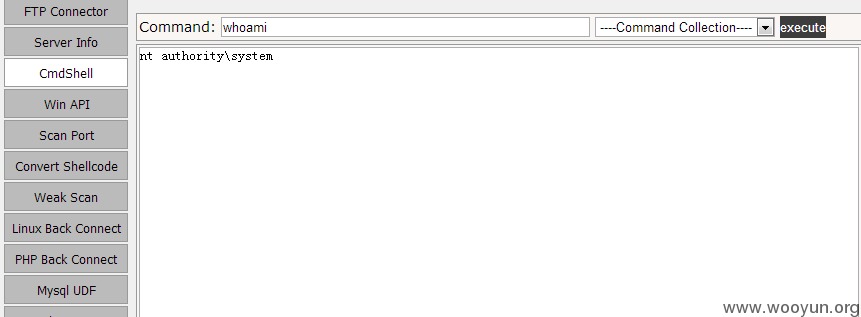 FTP Connector
Server Info
CmdShell
Win API
Scan Port
Convert Shellcode
Weak Scan
Linux Back Connect
PHP Back Connect
Mysql UDF
Command: whoami ----Command Collection---- execute
nt authority\system
www.wooyun.org